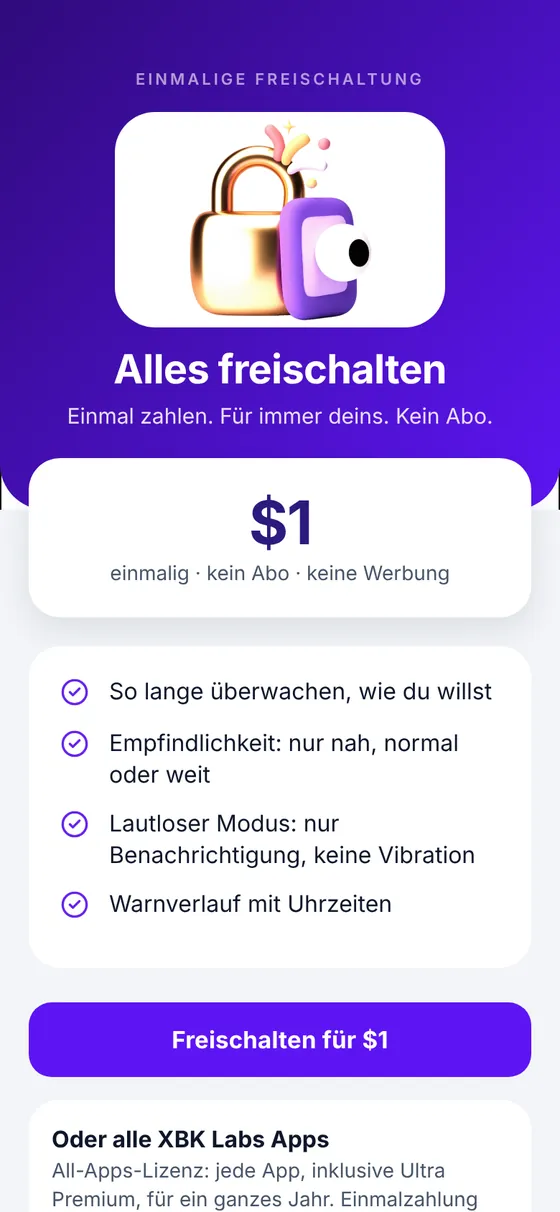 EINMALIGE FREISCHALTUNG
Alles freischalten
Einmal zahlen. Für immer deins. Kein Abo.
$1
einmalig · kein Abo · keine Werbung
So lange überwachen, wie du willst
Empfindlichkeit: nur nah, normal
oder weit
Lautloser Modus: nur
Benachrichtigung, keine Vibration
Warnverlauf mit Uhrzeiten
Freischalten für $1
Oder alle XBK Labs Apps
All-Apps-Lizenz: jede App, inklusive Ultra
Premium, für ein ganzes Jahr. Einmalzahlung